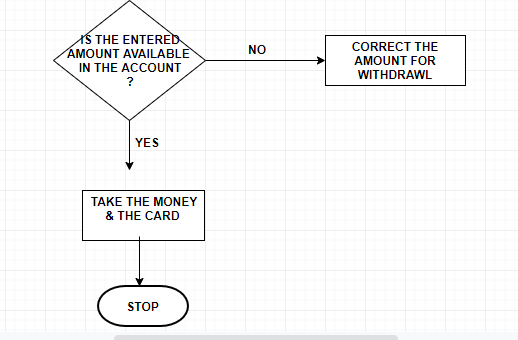 IS THE ENTERED
AMOUNT AVAILABLE
IN THE ACCOUNT
?
NO
CORRECT THE
AMOUNT FOR
WITHDRAWL
YES
TAKE THE MONEY
& THE CARD
STOP